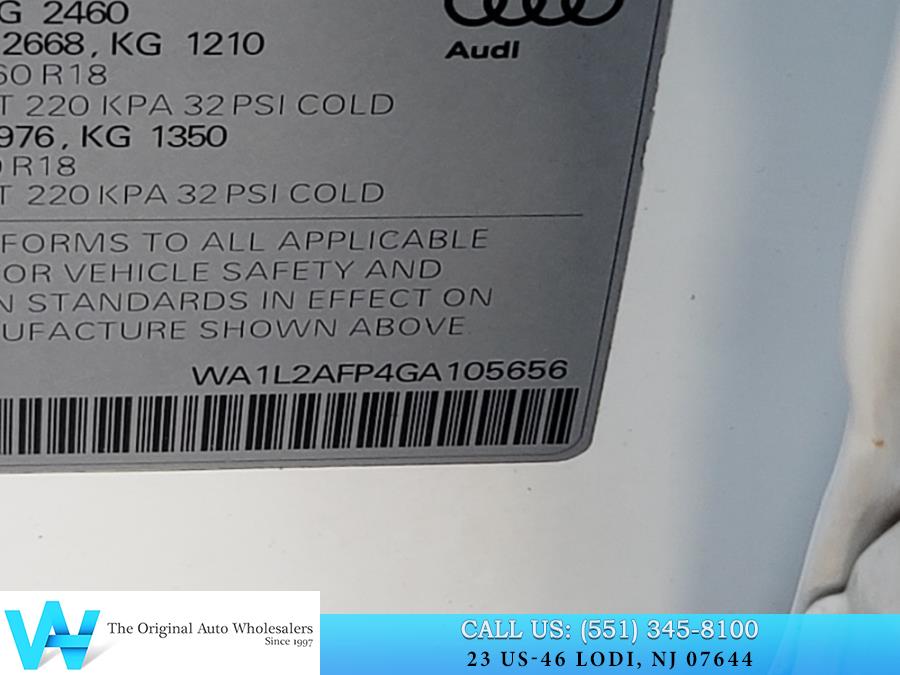 G 2460
2668, KG 1210
60 R18
T 220 KPA 32 PSI COLD
976, KG 1350
R18
T 220 KPA 32 PSI COLD
Audi
FORMS TO ALL APPLICABLE
OR VEHICLE SAFETY AND
N STANDARDS IN EFFECT ON
UFACTURE SHOWN ABOVE.
WA1L2AFP4GA105656
The Original Auto Wholesalers
Since 1997
CALL US: (551) 345-8100
23 US-46 LODI, NJ 07644